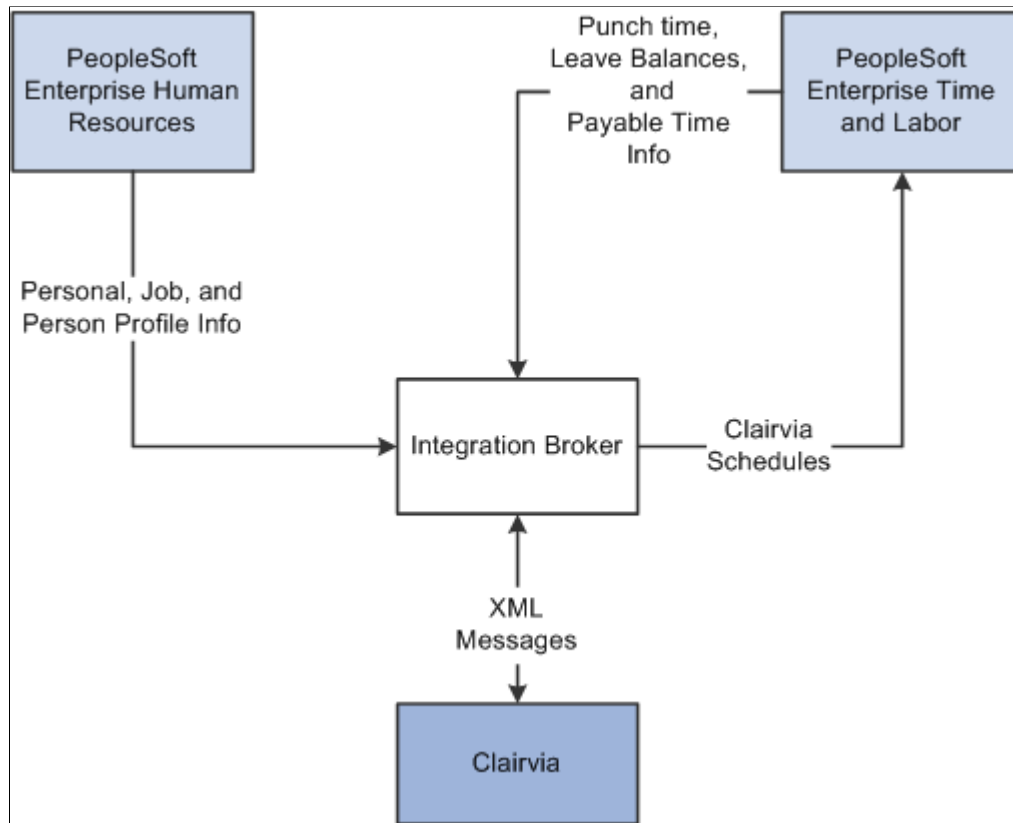 PeopleSoft
Enterprise Human
Resources
Punch time,
Leave Balances,
and
Payable Time
Info
PeopleSoft
Enterprise Time
and Labor
Personal, Job, and
Person Profile Info
Integration Broker
Clairvia
Schedules
XML
Messages
Clairvia